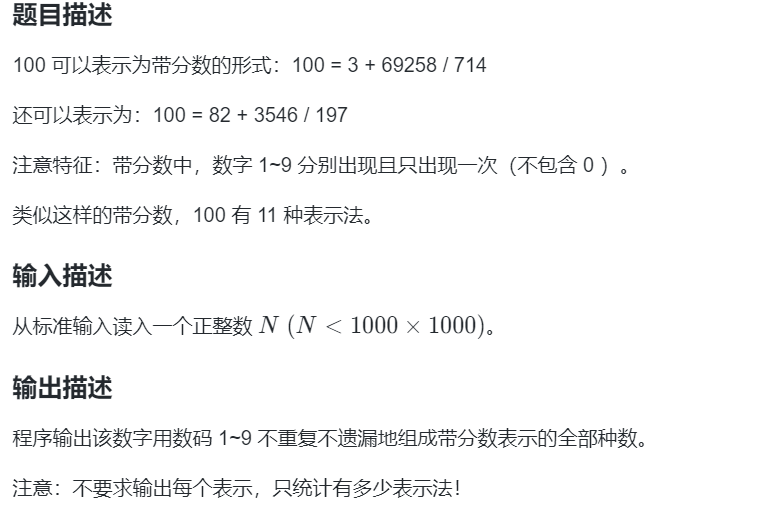 题目描述
100 可以表示为带分数的形式：100 = 3 + 69258 / 714
还可以表示为：100 = 82 + 3546 / 197
注意特征：带分数中，数字 1~9 分别出现且只出现一次（不包含 0 ）。
类似这样的带分数，100 有 11 种表示法。
输入描述
从标准输入读入一个正整数 N (N < 1000 × 1000)。
输出描述
程序输出该数字用数码 1~9 不重复不遗漏地组成带分数表示的全部种数。
注意：不要求输出每个表示，只统计有多少表示法！